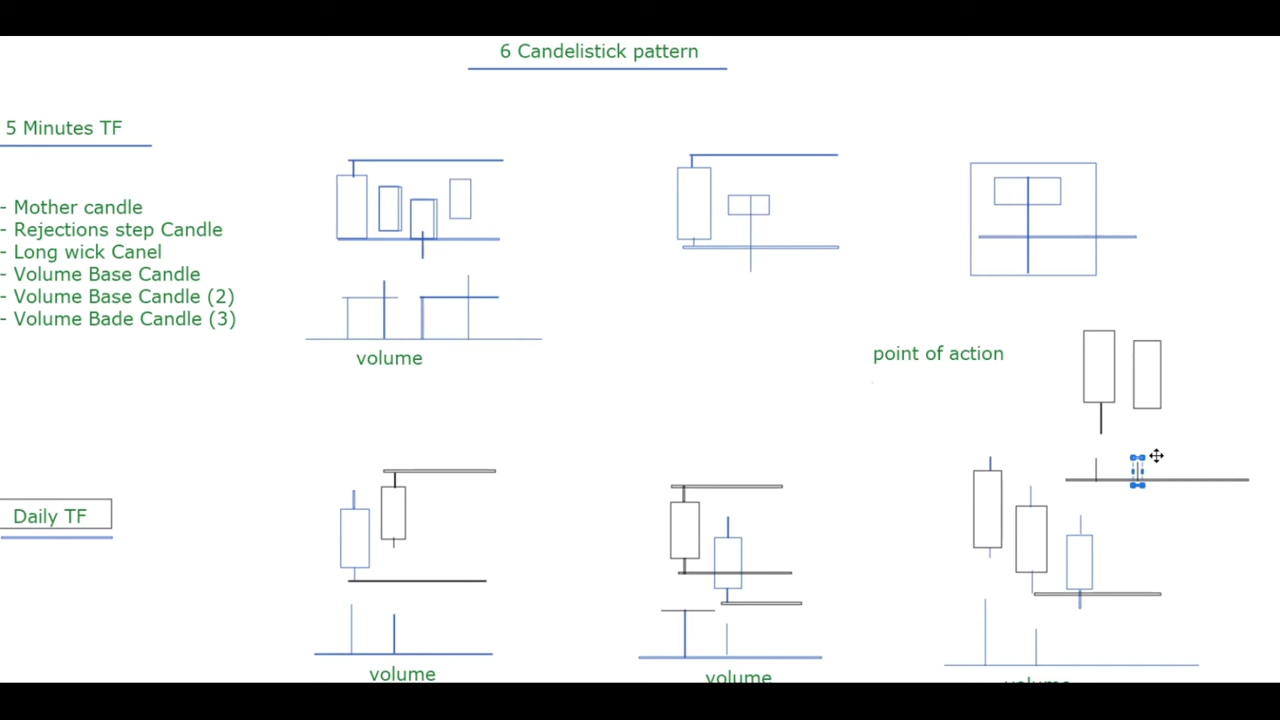 6 Candelistick pattern
5 Minutes TF
- Mother candle
- Rejections step Candle
- Long wick Canel
- Volume Base Candle
- Volume Base Candle (2)
- Volume Bade Candle (3)
volume
point of action
Daily TF
volume
volume
volume